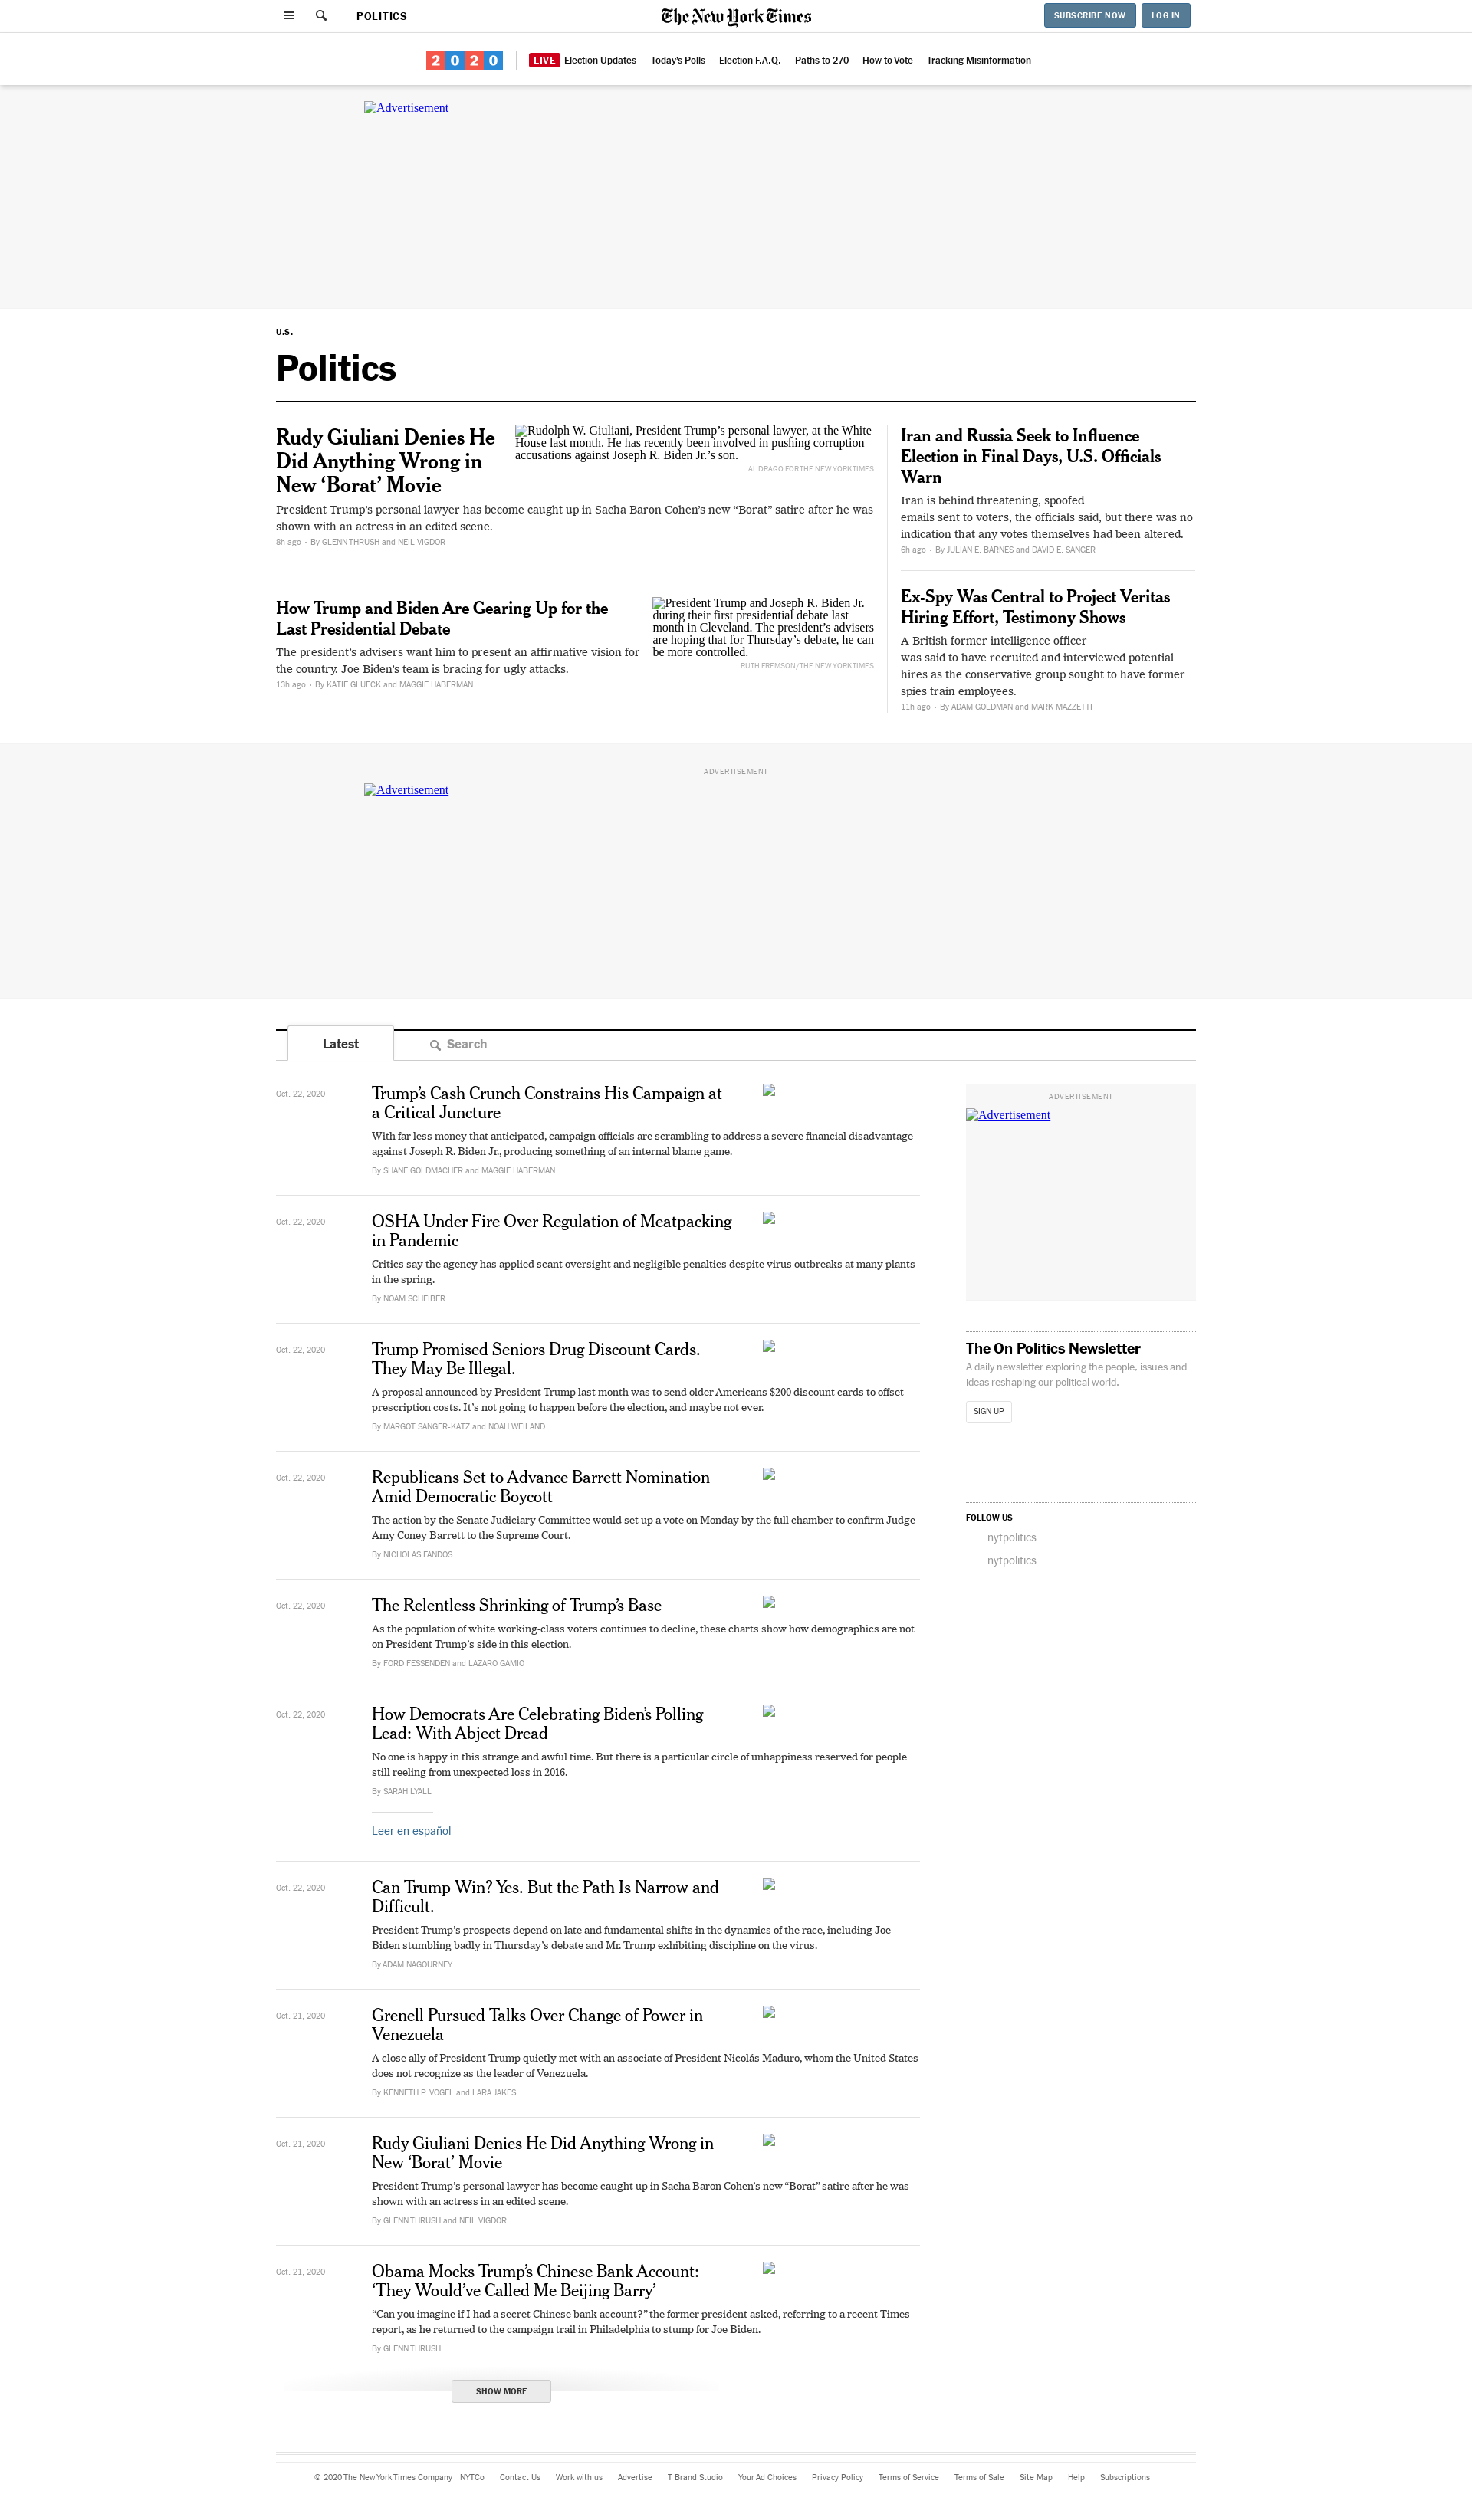 POLITICS
The New York Times
SUBSCRIBE NOW
LOG IN
2020
LIVE Election Updates
Today's Polls
Election F.A.Q.
Paths to 270
How to Vote
Tracking Misinformation
Advertisement
U.S.
Politics
Rudy Giuliani Denies He
Did Anything Wrong in
New ‘Borat’ Movie
Rudolph W. Giuliani, President Trump’s personal lawyer, at the White
House last month. He has recently been involved in pushing corruption
accusations against Joseph R. Biden Jr.’s son.
AL DRAGO FOR THE NEW YORK TIMES
President Trump’s personal lawyer has become caught up in Sacha Baron Cohen’s new “Borat” satire after he was
shown with an actress in an edited scene.
8h ago • By GLENN THRUSH and NEIL VIGDOR
How Trump and Biden Are Gearing Up for the
Last Presidential Debate
The president’s advisers want him to present an affirmative vision for
the country. Joe Biden’s team is bracing for ugly attacks.
13h ago • By KATIE GLUECK and MAGGIE HABERMAN
President Trump and Joseph R. Biden Jr.
during their first presidential debate last
month in Cleveland. The president’s advisers
are hoping that for Thursday’s debate, he can
be more controlled.
RUTH FREMSON/THE NEW YORK TIMES
Iran and Russia Seek to Influence
Election in Final Days, U.S. Officials
Warn
Iran is behind threatening, spoofed
emails sent to voters, the officials said, but there was no
indication that any votes themselves had been altered.
6h ago • By JULIAN E. BARNES and DAVID E. SANGER
Ex-Spy Was Central to Project Veritas
Hiring Effort, Testimony Shows
A British former intelligence officer
was said to have recruited and interviewed potential
hires as the conservative group sought to have former
spies train employees.
11h ago • By ADAM GOLDMAN and MARK MAZZETTI
ADVERTISEMENT
Advertisement
Latest
Search
Oct. 22, 2020
Trump’s Cash Crunch Constrains His Campaign at
a Critical Juncture
With far less money that anticipated, campaign officials are scrambling to address a severe financial disadvantage
against Joseph R. Biden Jr., producing something of an internal blame game.
By SHANE GOLDMACHER and MAGGIE HABERMAN
Oct. 22, 2020
OSHA Under Fire Over Regulation of Meatpacking
in Pandemic
Critics say the agency has applied scant oversight and negligible penalties despite virus outbreaks at many plants
in the spring.
By NOAM SCHEIBER
Oct. 22, 2020
Trump Promised Seniors Drug Discount Cards.
They May Be Illegal.
A proposal announced by President Trump last month was to send older Americans $200 discount cards to offset
prescription costs. It’s not going to happen before the election, and maybe not ever.
By MARGOT SANGER-KATZ and NOAH WEILAND
Oct. 22, 2020
Republicans Set to Advance Barrett Nomination
Amid Democratic Boycott
The action by the Senate Judiciary Committee would set up a vote on Monday by the full chamber to confirm Judge
Amy Coney Barrett to the Supreme Court.
By NICHOLAS FANDOS
Oct. 22, 2020
The Relentless Shrinking of Trump’s Base
As the population of white working-class voters continues to decline, these charts show how demographics are not
on President Trump’s side in this election.
By FORD FESSENDEN and LAZARO GAMIO
Oct. 22, 2020
How Democrats Are Celebrating Biden’s Polling
Lead: With Abject Dread
No one is happy in this strange and awful time. But there is a particular circle of unhappiness reserved for people
still reeling from unexpected loss in 2016.
By SARAH LYALL
Leer en español
Oct. 22, 2020
Can Trump Win? Yes. But the Path Is Narrow and
Difficult.
President Trump’s prospects depend on late and fundamental shifts in the dynamics of the race, including Joe
Biden stumbling badly in Thursday’s debate and Mr. Trump exhibiting discipline on the virus.
By ADAM NAGOURNEY
Oct. 21, 2020
Grenell Pursued Talks Over Change of Power in
Venezuela
A close ally of President Trump quietly met with an associate of President Nicolás Maduro, whom the United States
does not recognize as the leader of Venezuela.
By KENNETH P. VOGEL and LARA JAKES
Oct. 21, 2020
Rudy Giuliani Denies He Did Anything Wrong in
New ‘Borat’ Movie
President Trump’s personal lawyer has become caught up in Sacha Baron Cohen’s new “Borat” satire after he was
shown with an actress in an edited scene.
By GLENN THRUSH and NEIL VIGDOR
Oct. 21, 2020
Obama Mocks Trump’s Chinese Bank Account:
‘They Would’ve Called Me Beijing Barry’
“Can you imagine if I had a secret Chinese bank account?” the former president asked, referring to a recent Times
report, as he returned to the campaign trail in Philadelphia to stump for Joe Biden.
By GLENN THRUSH
SHOW MORE
ADVERTISEMENT
Advertisement
The On Politics Newsletter
A daily newsletter exploring the people, issues and
ideas reshaping our political world.
SIGN UP
FOLLOW US
nytpolitics
nytpolitics
© 2020 The New York Times Company
NYTCo
Contact Us
Work with us
Advertise
T Brand Studio
Your Ad Choices
Privacy Policy
Terms of Service
Terms of Sale
Site Map
Help
Subscriptions